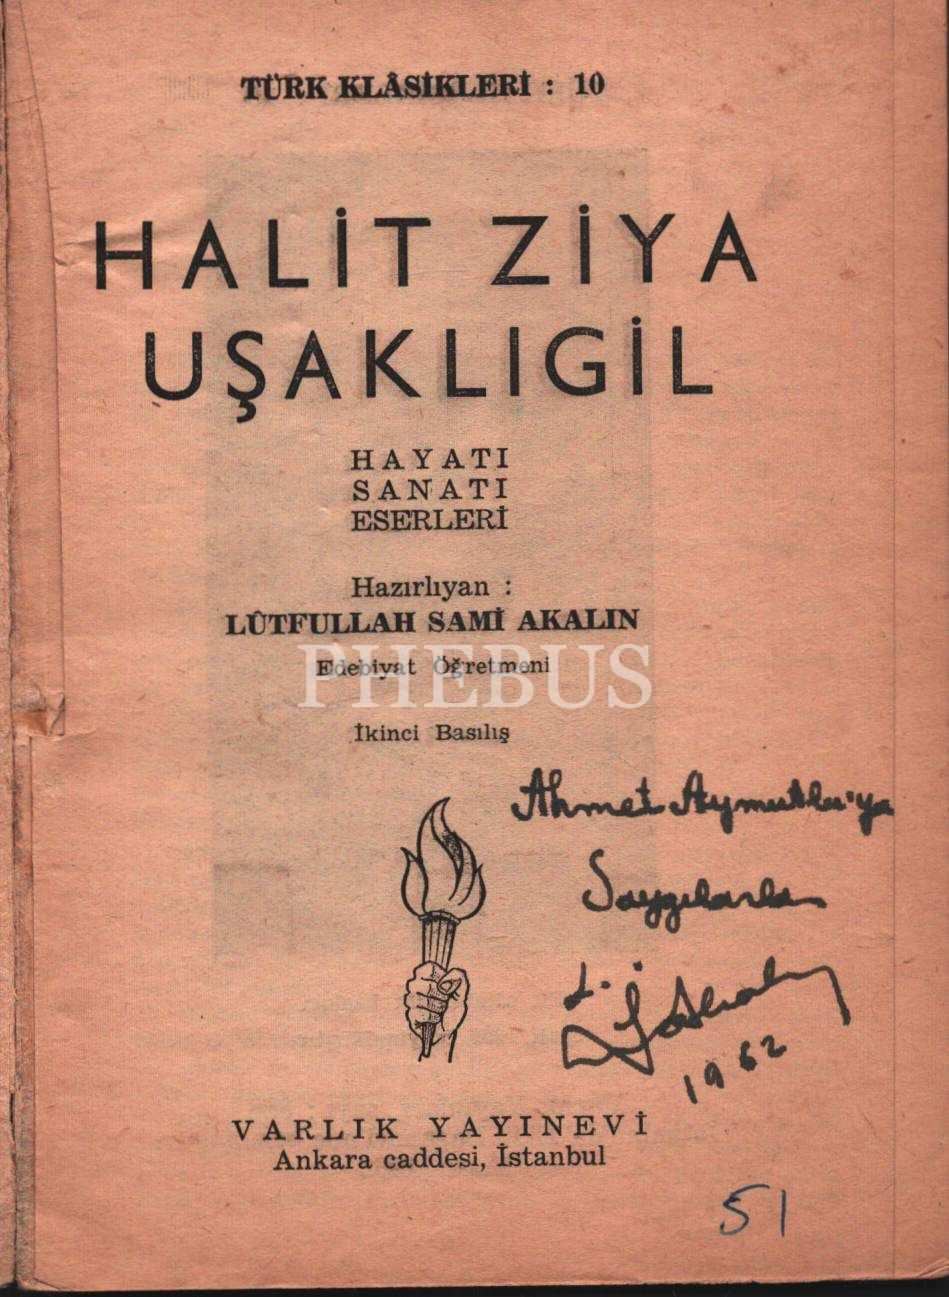 TÜRK KLÂSİKLERİ : 10
HALİT ZİYA
UŞAKLIGİL
HAYATI
SANATI
ESERLERİ
Hazırlıyan :
LÛTFULLAH SAMİ AKALIN
Edebiyat Öğretmeni
PHEBUS
İkinci Basılış
Ahmet Aymutlu'ya
Saygılarla
L. S. Akalın
1962
VARLIK YAYINEVİ
Ankara caddesi, İstanbul
51